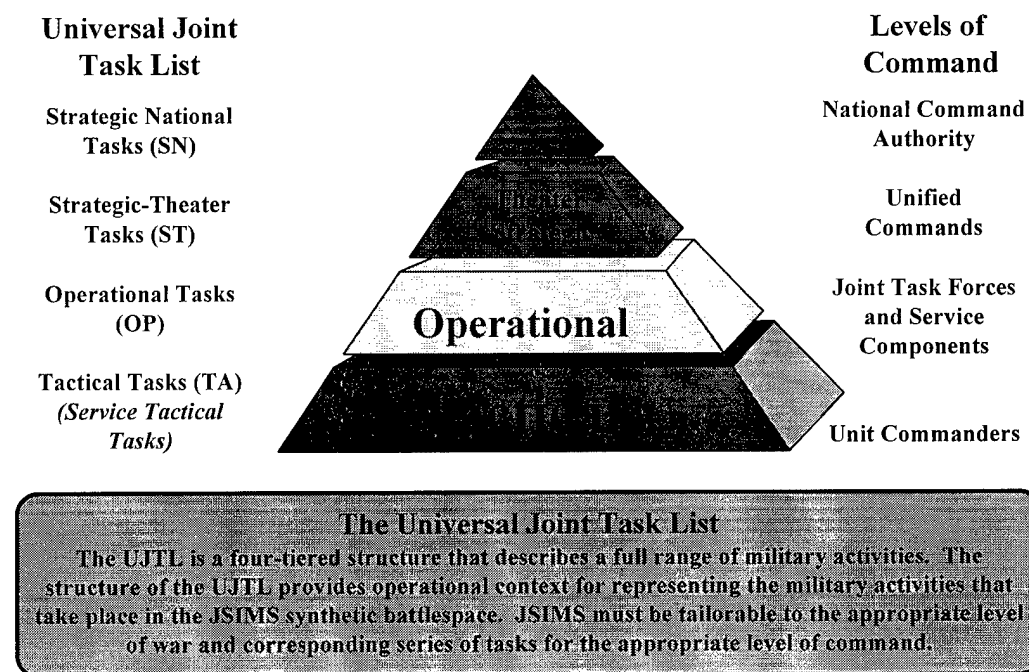 Universal Joint
Task List
Strategic National
Tasks (SN)
Strategic-Theater
Tasks (ST)
Operational Tasks
(OP)
Tactical Tasks (TA)
(Service Tactical
Tasks)
Theater
Operational
Levels of
Command
National Command
Authority
Unified
Commands
Joint Task Forces
and Service
Components
Unit Commanders
The Universal Joint Task List
The UJTL is a four-tiered structure that describes a full range of military activities. The
structure of the UJTL provides operational context for representing the military activities that
take place in the JSIMS synthetic battlespace. JSIMS must be tailorable to the appropriate level
of war and corresponding series of tasks for the appropriate level of command.